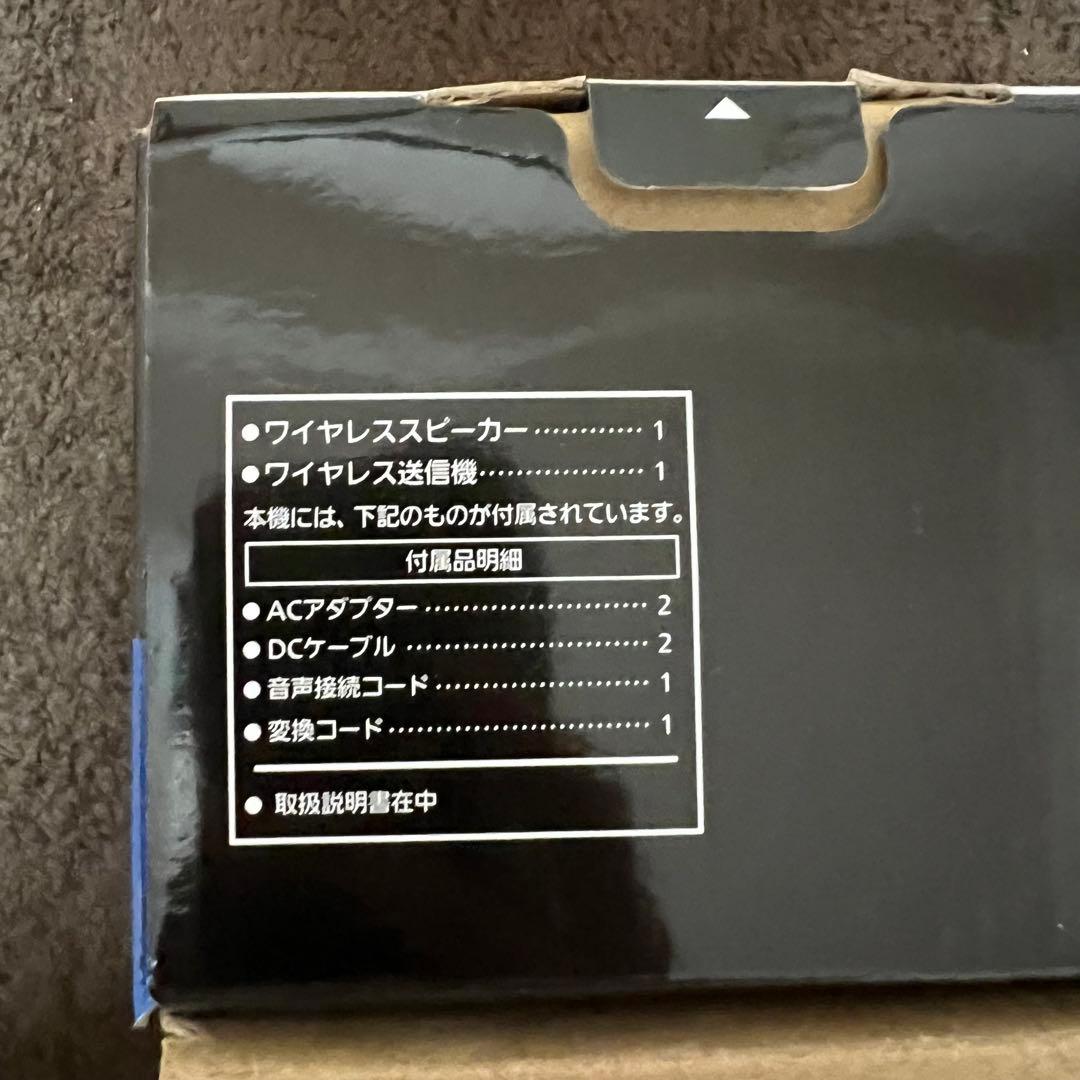 ●ワイヤレススピーカー ············ 1
●ワイヤレス送信機·················· 1
本機には、下記のものが付属されています。
付属品明細
●ACアダプター ························ 2
●DCケーブル ·························· 2
●音声接続コード······················· 1
●変換コード···························· 1
● 取扱説明書在中